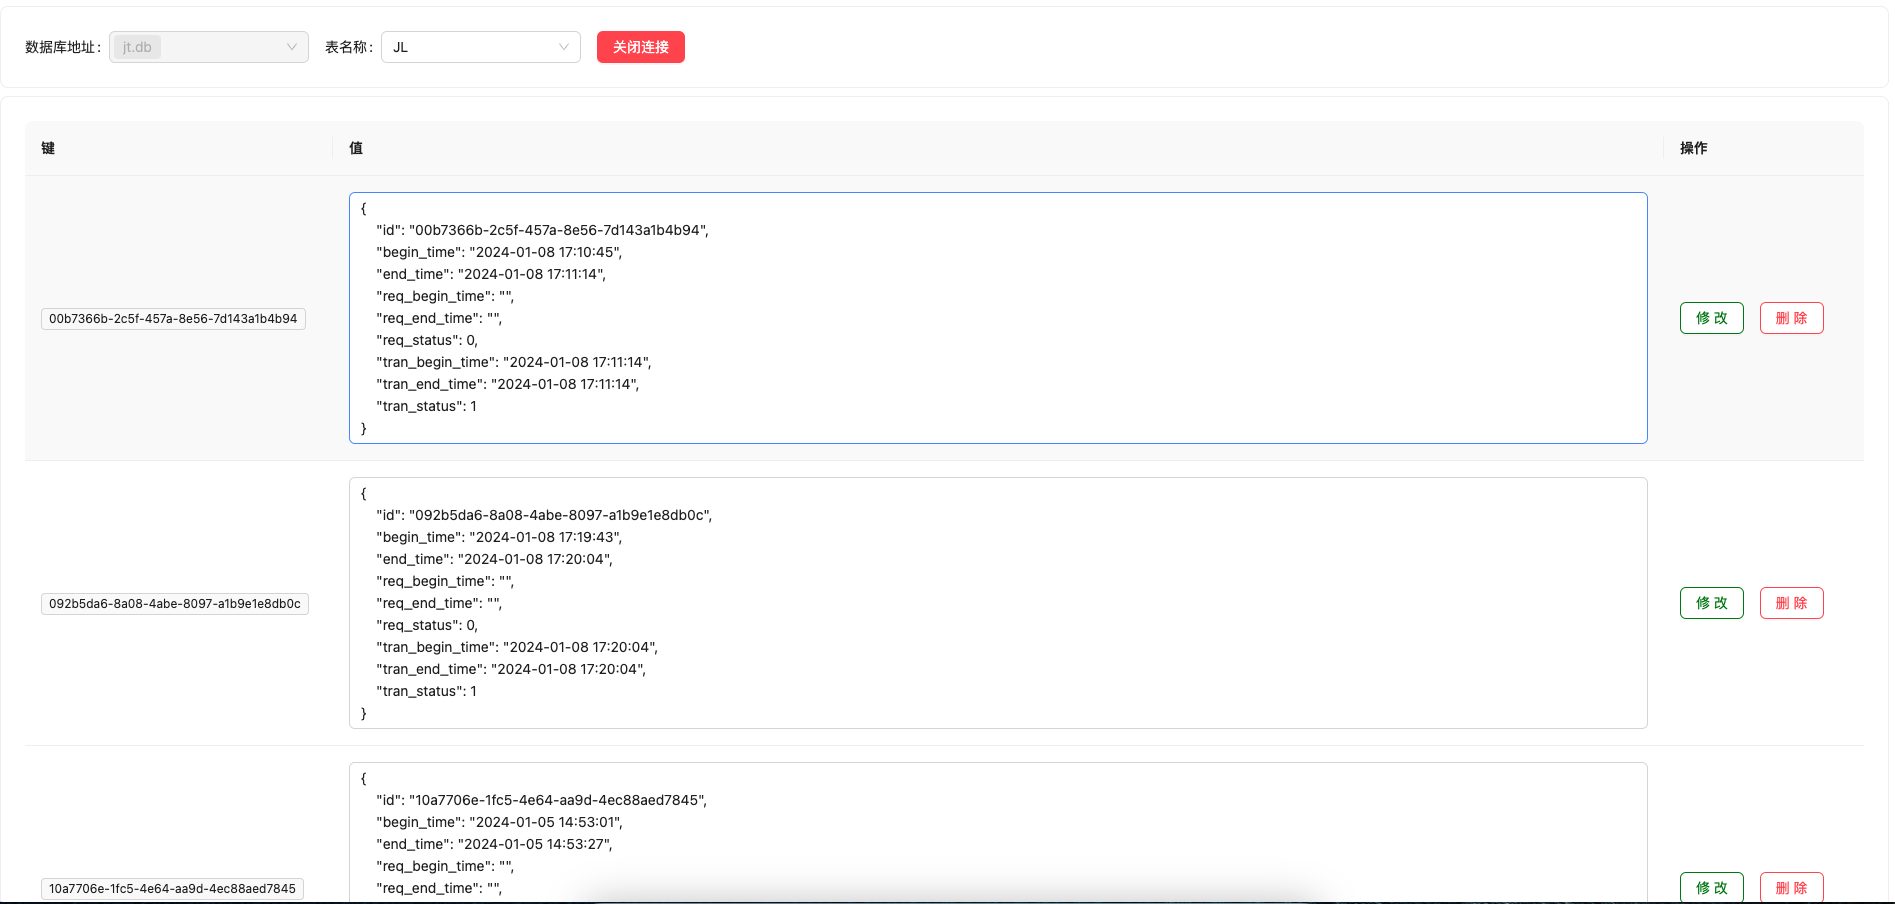 数据库地址： jt.db 表名称： JL 关闭连接
键 值 操作
{
"id": "00b7366b-2c5f-457a-8e56-7d143a1b4b94",
"begin_time": "2024-01-08 17:10:45",
"end_time": "2024-01-08 17:11:14",
"req_begin_time": "",
"req_end_time": "",
"req_status": 0,
"tran_begin_time": "2024-01-08 17:11:14",
"tran_end_time": "2024-01-08 17:11:14",
"tran_status": 1
}
00b7366b-2c5f-457a-8e56-7d143a1b4b94
修改 删除
{
"id": "092b5da6-8a08-4abe-8097-a1b9e1e8db0c",
"begin_time": "2024-01-08 17:19:43",
"end_time": "2024-01-08 17:20:04",
"req_begin_time": "",
"req_end_time": "",
"req_status": 0,
"tran_begin_time": "2024-01-08 17:20:04",
"tran_end_time": "2024-01-08 17:20:04",
"tran_status": 1
}
092b5da6-8a08-4abe-8097-a1b9e1e8db0c
修改 删除
{
"id": "10a7706e-1fc5-4e64-aa9d-4ec88aed7845",
"begin_time": "2024-01-05 14:53:01",
"end_time": "2024-01-05 14:53:27",
"req_begin_time": "",
"req_end_time": "",
10a7706e-1fc5-4e64-aa9d-4ec88aed7845
修改 删除